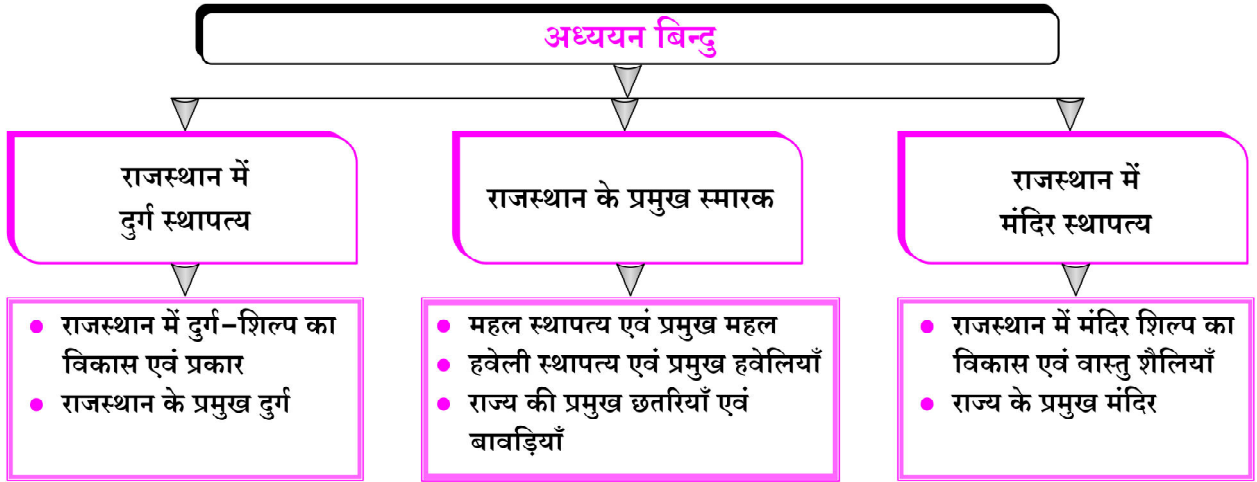 अध्ययन बिन्दु
राजस्थान में
दुर्ग स्थापत्य
राजस्थान के प्रमुख स्मारक
राजस्थान में
मंदिर स्थापत्य
राजस्थान में दुर्ग-शिल्प का
विकास एवं प्रकार
राजस्थान के प्रमुख दुर्ग
महल स्थापत्य एवं प्रमुख महल
हवेली स्थापत्य एवं प्रमुख हवेलियाँ
राज्य की प्रमुख छतरियाँ एवं
बावड़ियाँ
राजस्थान में मंदिर शिल्प का
विकास एवं वास्तु शैलियाँ
राज्य के प्रमुख मंदिर